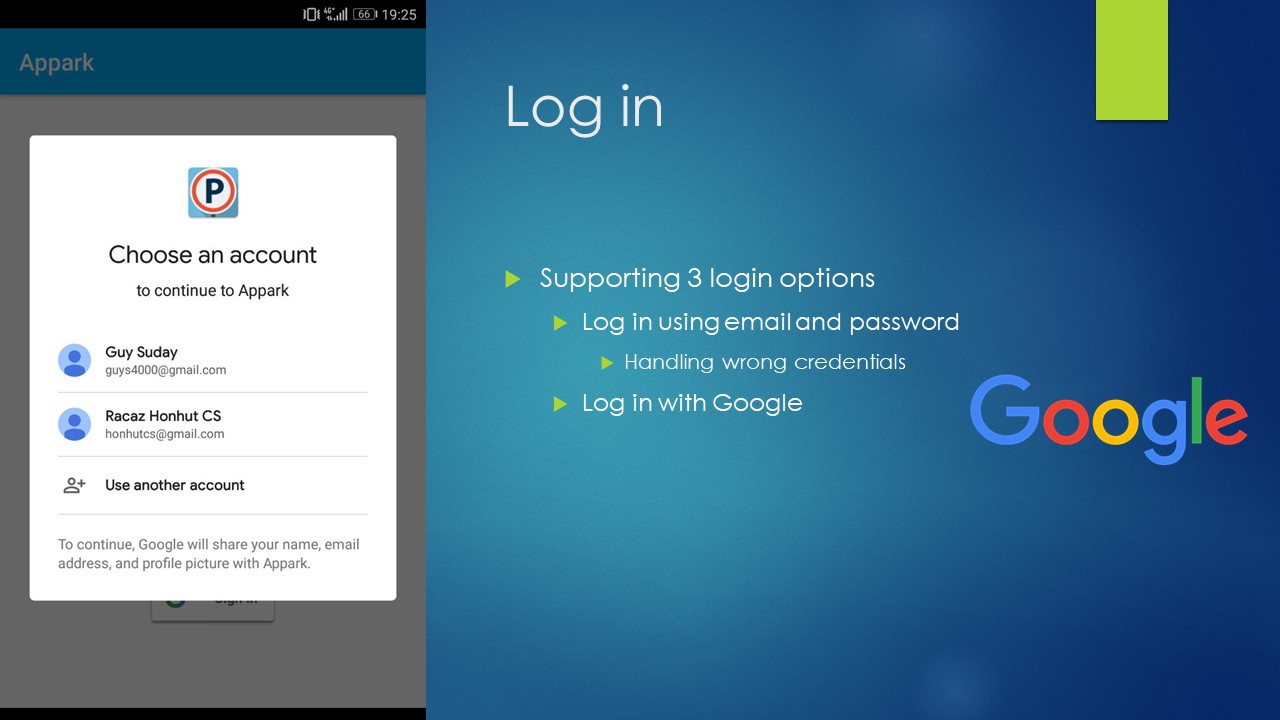 66 19:25
Appark
P
Choose an account
to continue to Appark
Guy Suday
guys4000@gmail.com
Racaz Honhut CS
honhutcs@gmail.com
Use another account
To continue, Google will share your name, email
address, and profile picture with Appark.
Log in
Supporting 3 login options
Log in using email and password
Handling wrong credentials
Log in with Google
Google